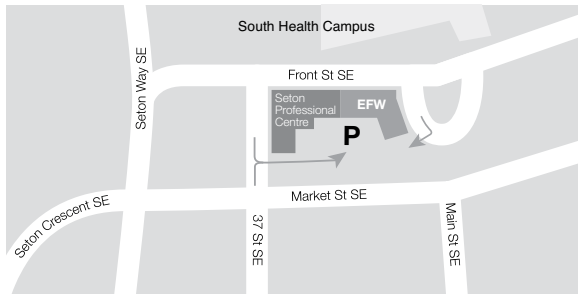 South Health Campus
Seton Way SE
Front St SE
Seton
Professional
Centre
EFW
P
Seton Crescent SE
Market St SE
37 St SE
Main St SE